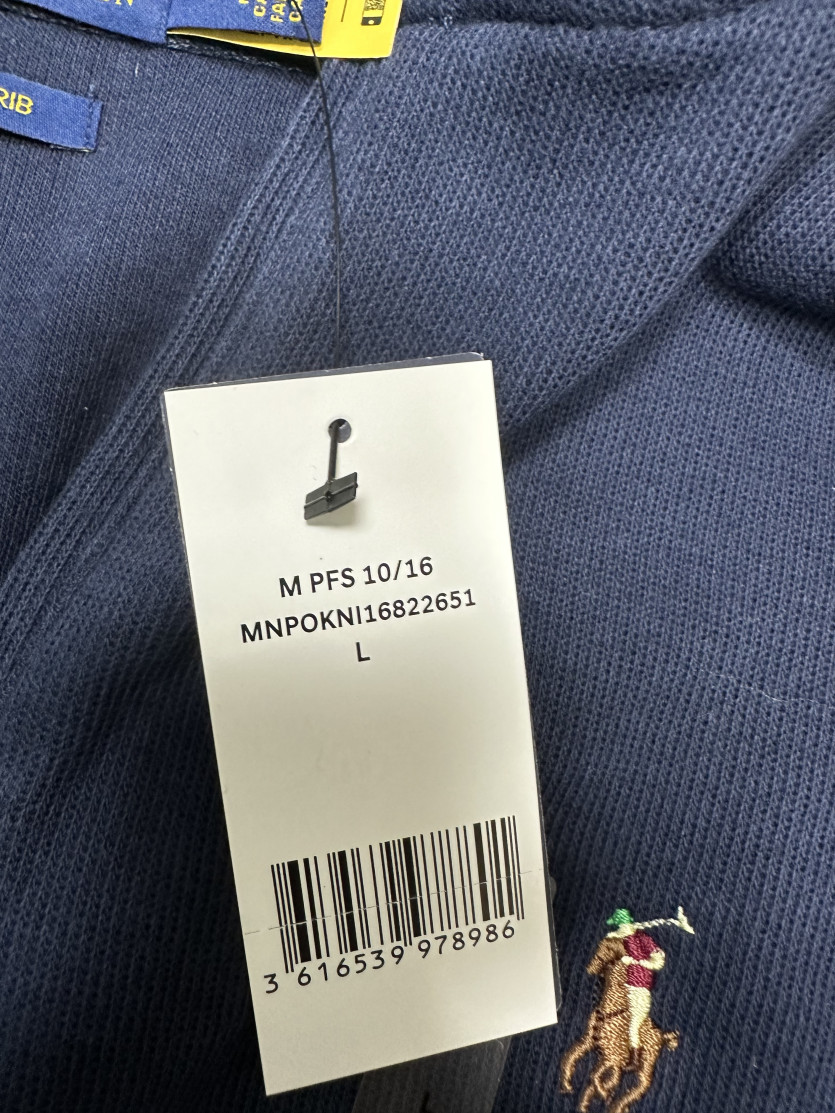 RIB
M PFS 10/16
MNPOKNI16822651
L
3 616539 978986